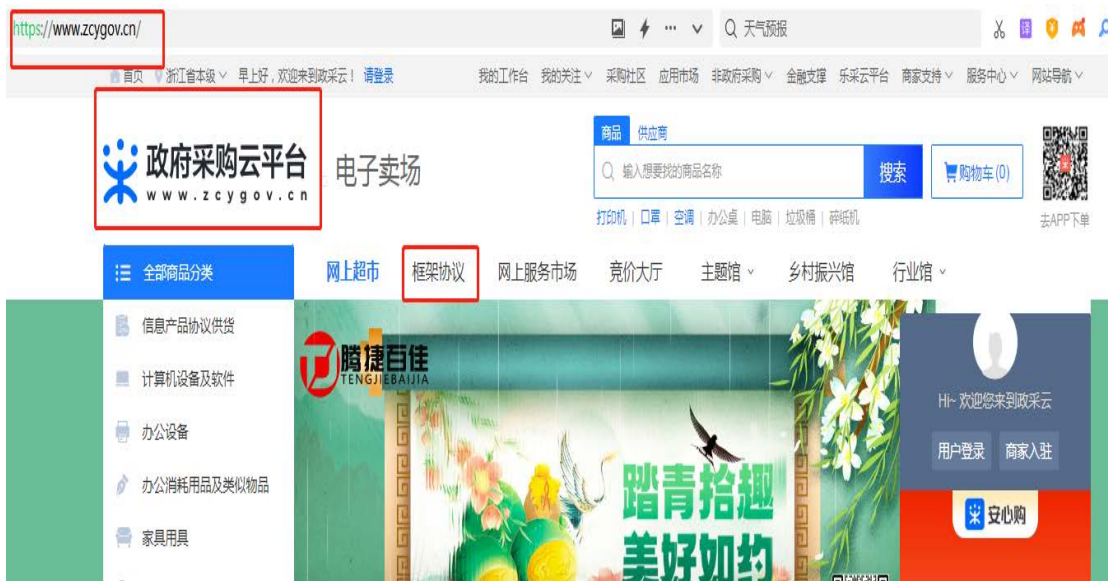 https://www.zcygov.cn/
天气预报
译
首页 浙江省本级 早上好，欢迎来到政采云！ 请登录 我的工作台 我的关注 采购社区 应用市场 非政府采购 金融支撑 乐采云平台 商家支持 服务中心 网站导航
政府采购云平台
www.zcygov.cn
电子卖场
商品 供应商
输入想要找的商品名称 搜索 购物车(0)
打印机 | 口罩 | 空调 | 办公桌 | 电脑 | 垃圾桶 | 碎纸机
去APP下单
全部商品分类 网上超市 框架协议 网上服务市场 竞价大厅 主题馆 乡村振兴馆 行业馆
信息产品协议供货
计算机设备及软件
办公设备
办公消耗用品及类似物品
家具用具
腾捷百佳
TENGJIEBAIJIA
踏青拾趣
美好如约
Hi~ 欢迎您来到政采云
用户登录 商家入驻
安心购